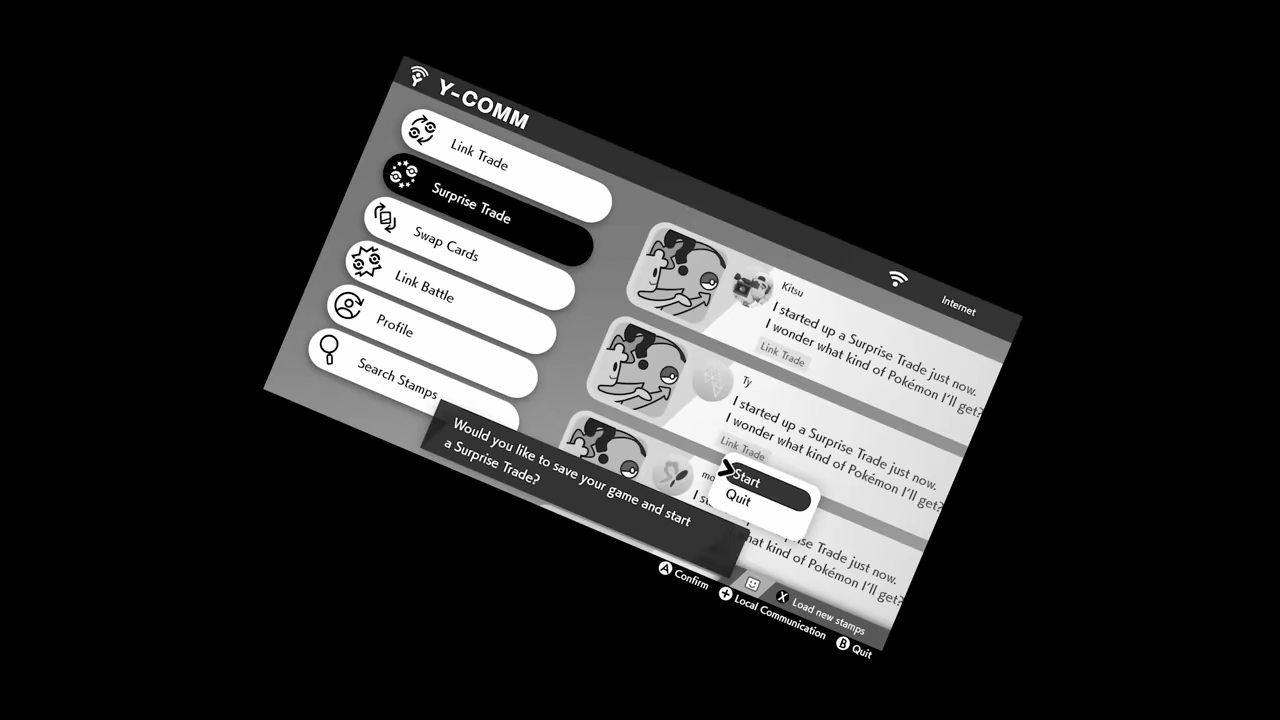 Y-COMM
Internet
Link Trade
Surprise Trade
Swap Cards
Link Battle
Profile
Search Stamps
Kitsu
I started up a Surprise Trade just now.
I wonder what kind of Pokémon I'll get?
Link Trade
Ty
I started up a Surprise Trade just now.
I wonder what kind of Pokémon I'll get?
Link Trade
mo
I st
ise Trade just now.
hat kind of Pokémon I'll get?
Would you like to save your game and start
a Surprise Trade?
Start
Quit
X Load new stamps
A Confirm
+ Local Communication
B Quit